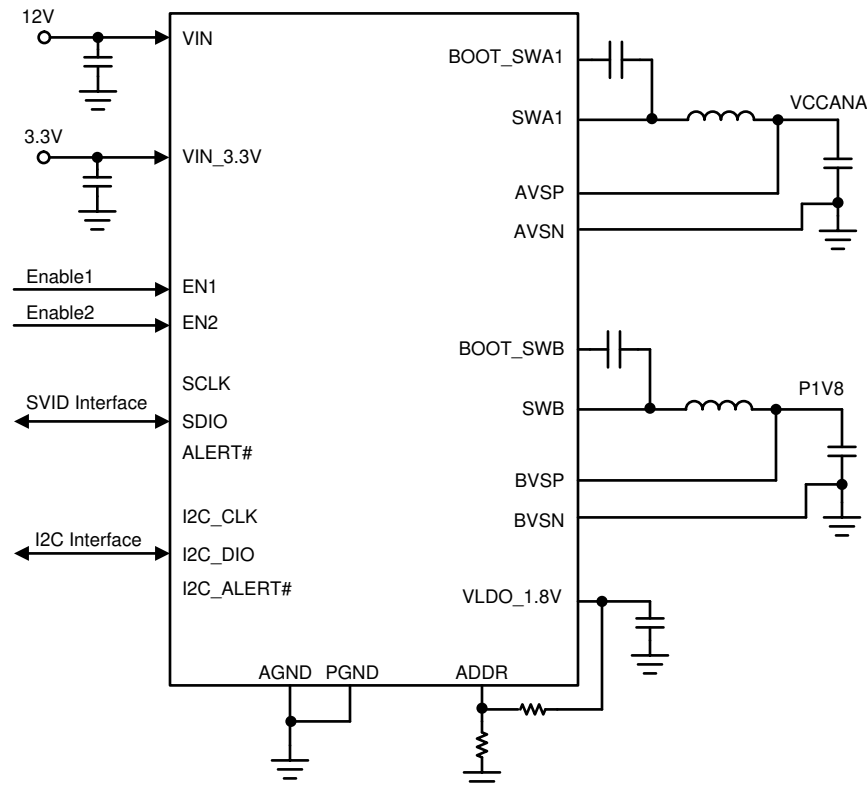 12V
VIN
3.3V
VIN_3.3V
Enable1
EN1
Enable2
EN2
SCLK
SVID Interface
SDIO
ALERT#
I2C_CLK
I2C Interface
I2C_DIO
I2C_ALERT#
BOOT_SWA1
VCCANA
SWA1
AVSP
AVSN
BOOT_SWB
P1V8
SWB
BVSP
BVSN
VLDO_1.8V
AGND
PGND
ADDR